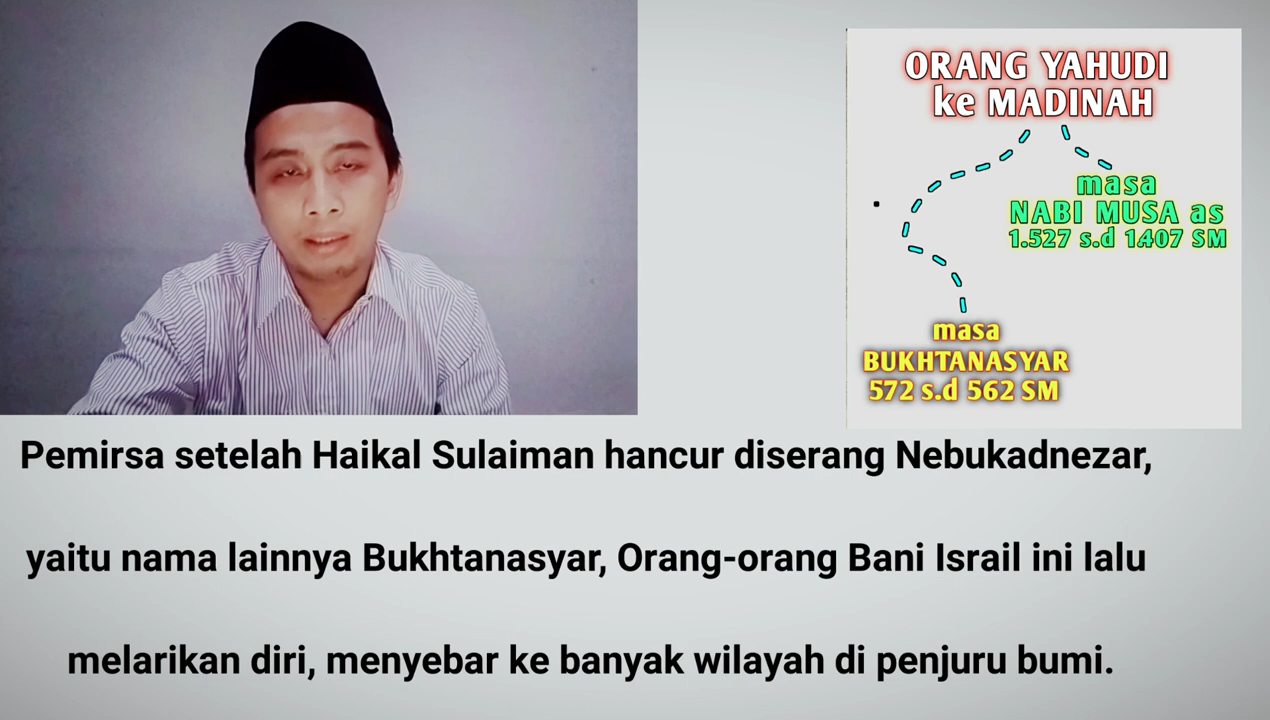 ORANG YAHUDI
ke MADINAH
masa
NABI MUSA as
1.527 s.d 1.407 SM
masa
BUKHTANASYAR
572 s.d 562 SM
Pemirsa setelah Haikal Sulaiman hancur diserang Nebukadnezar,
yaitu nama lainnya Bukhtanasyar, Orang-orang Bani Israil ini lalu
melarikan diri, menyebar ke banyak wilayah di penjuru bumi.